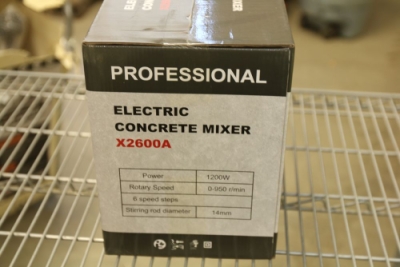 PROFESSIONAL
ELECTRIC
CONCRETE MIXER
X2600A
Power 1200W
Rotary Speed 0-950 r/min
6 speed steps
Stirring rod diameter 14mm